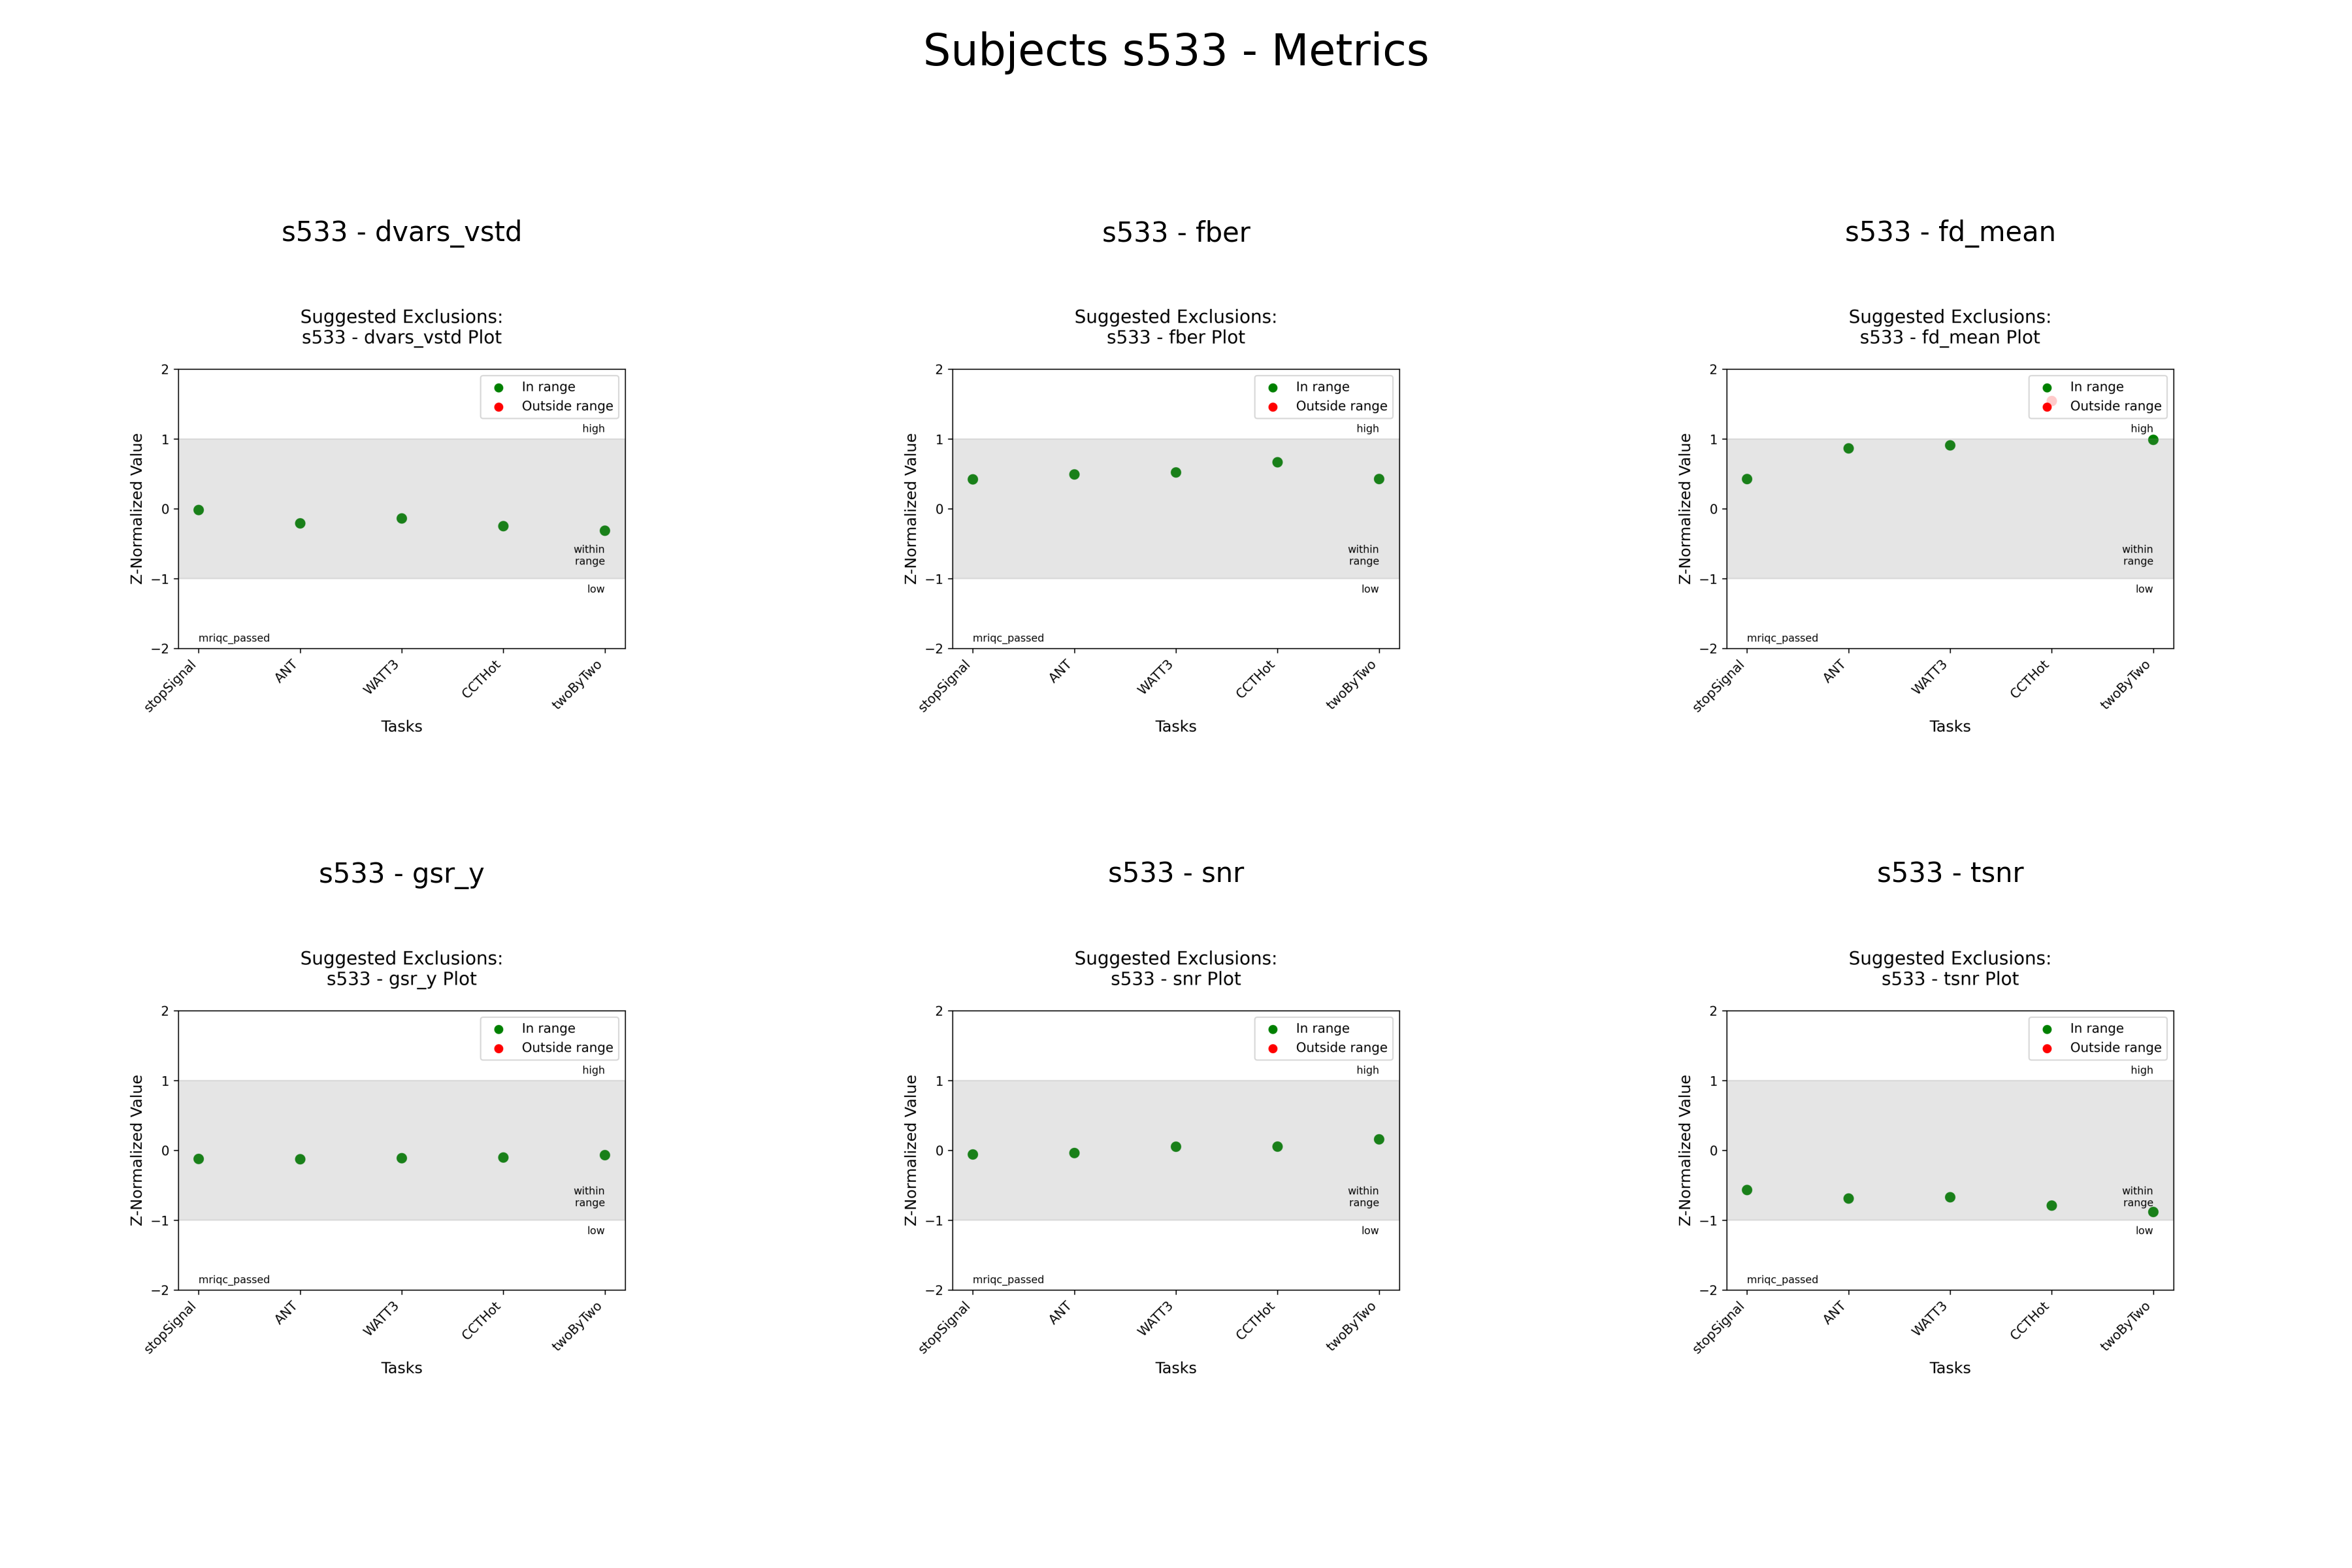 Subjects s533 - Metrics
s533 - dvars_vstd
Suggested Exclusions:
s533 - dvars_vstd Plot
2
1
0
−1
−2
Z-Normalized Value
In range
Outside range
high
within
range
low
mriqc_passed
stopSignal
ANT
WATT3
CCTHot
twoByTwo
Tasks
s533 - fber
Suggested Exclusions:
s533 - fber Plot
2
1
0
−1
−2
Z-Normalized Value
In range
Outside range
high
within
range
low
mriqc_passed
stopSignal
ANT
WATT3
CCTHot
twoByTwo
Tasks
s533 - fd_mean
Suggested Exclusions:
s533 - fd_mean Plot
2
1
0
−1
−2
Z-Normalized Value
In range
Outside range
high
within
range
low
mriqc_passed
stopSignal
ANT
WATT3
CCTHot
twoByTwo
Tasks
s533 - gsr_y
Suggested Exclusions:
s533 - gsr_y Plot
2
1
0
−1
−2
Z-Normalized Value
In range
Outside range
high
within
range
low
mriqc_passed
stopSignal
ANT
WATT3
CCTHot
twoByTwo
Tasks
s533 - snr
Suggested Exclusions:
s533 - snr Plot
2
1
0
−1
−2
Z-Normalized Value
In range
Outside range
high
within
range
low
mriqc_passed
stopSignal
ANT
WATT3
CCTHot
twoByTwo
Tasks
s533 - tsnr
Suggested Exclusions:
s533 - tsnr Plot
2
1
0
−1
−2
Z-Normalized Value
In range
Outside range
high
within
range
low
mriqc_passed
stopSignal
ANT
WATT3
CCTHot
twoByTwo
Tasks